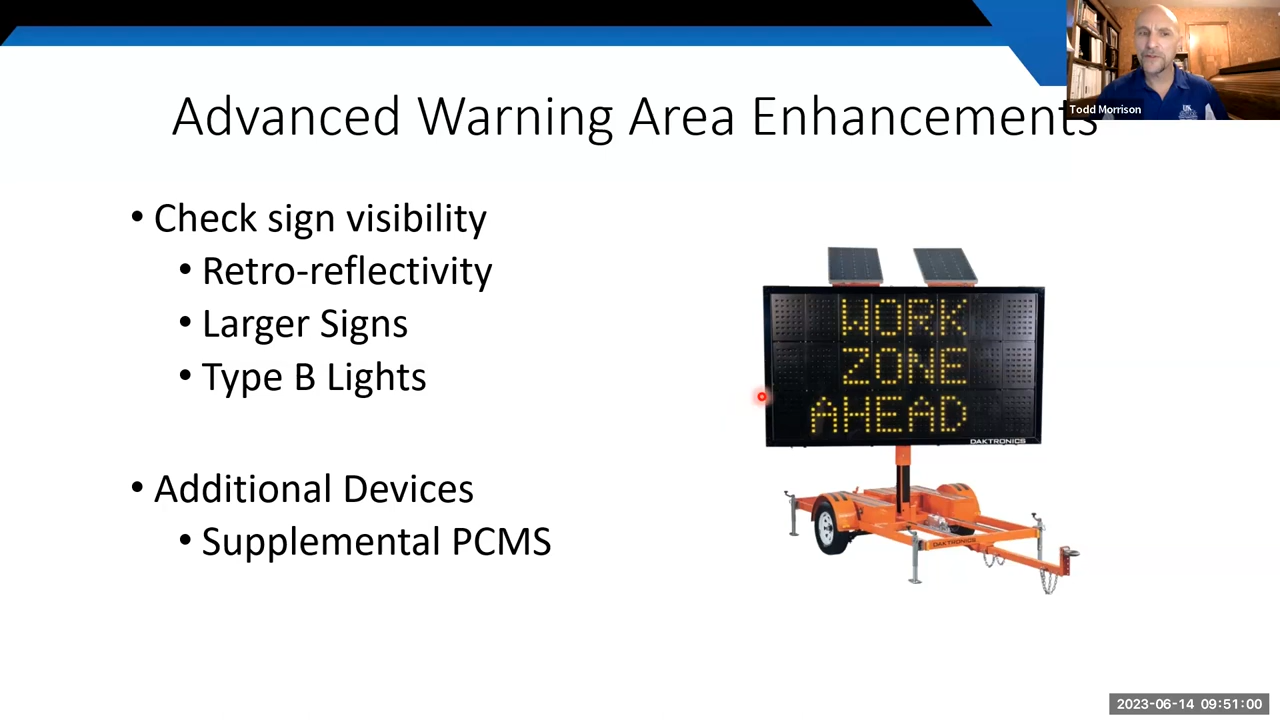 Advanced Warning Area Enhancements
Todd Morrison
• Check sign visibility
• Retro-reflectivity
• Larger Signs
• Type B Lights
• Additional Devices
• Supplemental PCMS
WORK
ZONE
AHEAD
DAKTRONICS
DAKTRONICS
2023-06-14 09:51:00